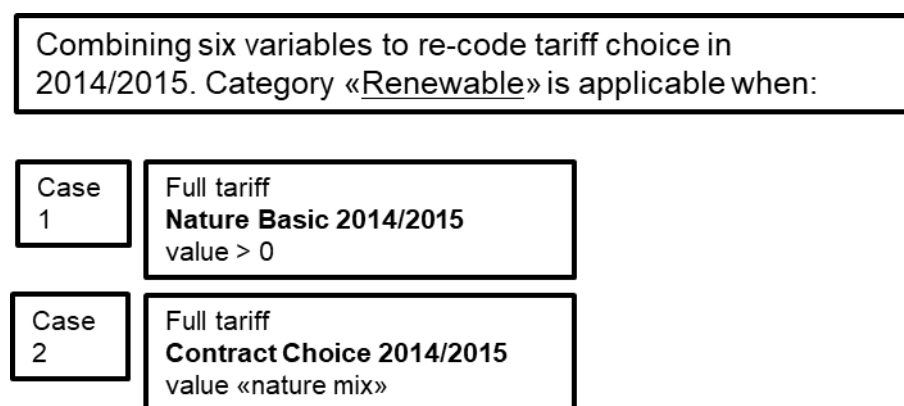 Combining six variables to re-code tariff choice in
2014/2015. Category «Renewable» is applicable when:
Case
1
Full tariff
Nature Basic 2014/2015
value > 0
Case
2
Full tariff
Contract Choice 2014/2015
value «nature mix»